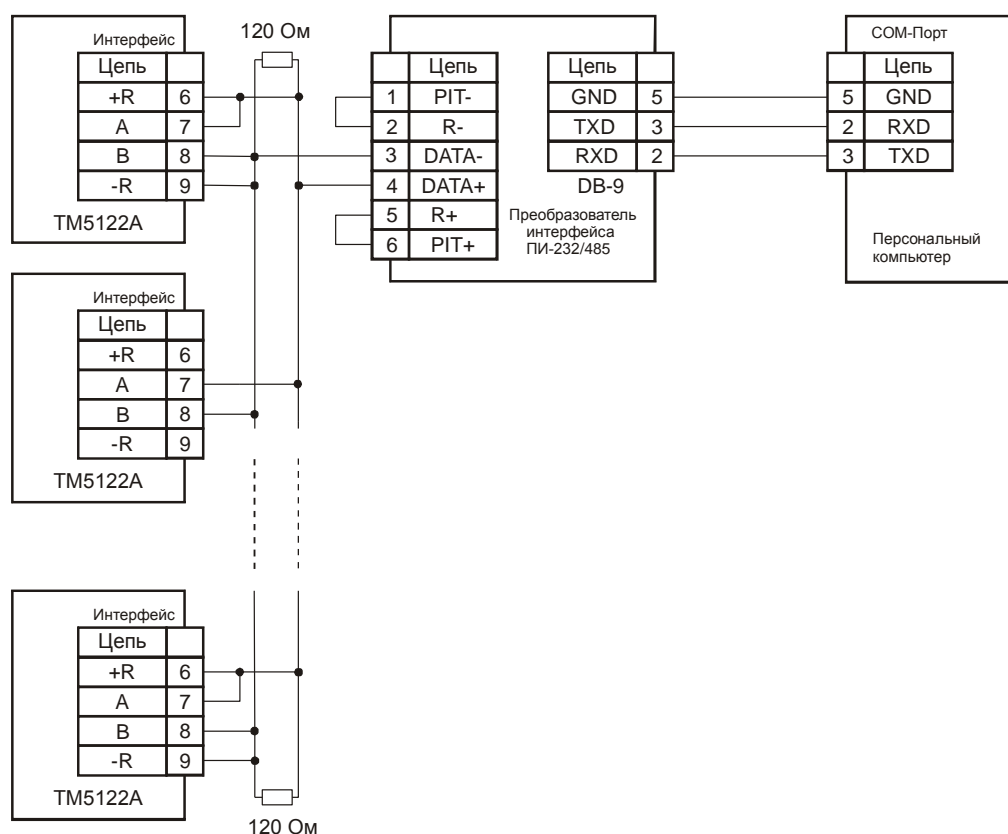 120 Ом
Интерфейс
Цепь
+R 6
A 7
B 8
-R 9
TM5122A
Цепь
1 PIT-
2 R-
3 DATA-
4 DATA+
5 R+
6 PIT+
Цепь
GND 5
TXD 3
RXD 2
DB-9
Преобразователь
интерфейса
ПИ-232/485
COM-Порт
Цепь
5 GND
2 RXD
3 TXD
Персональный
компьютер
Интерфейс
Цепь
+R 6
A 7
B 8
-R 9
TM5122A
Интерфейс
Цепь
+R 6
A 7
B 8
-R 9
TM5122A
120 Ом